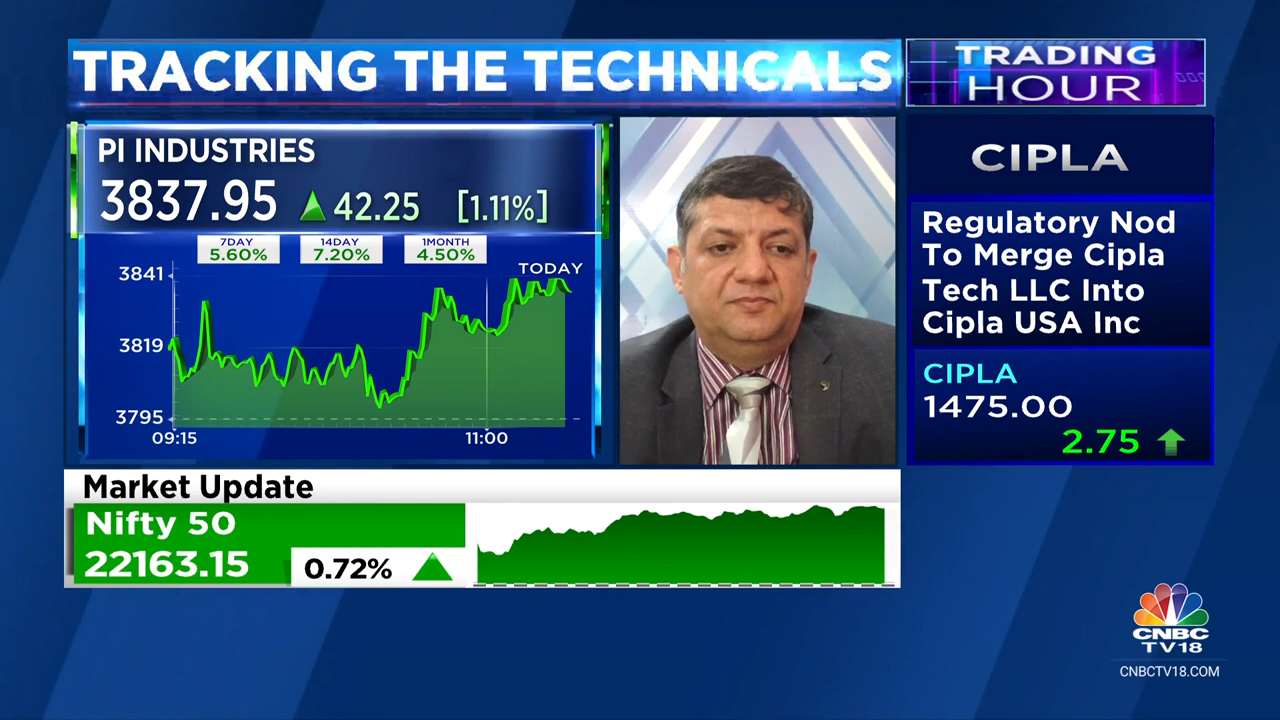 TRACKING THE TECHNICALS
TRADING
HOUR
PI INDUSTRIES
3837.95 ▲ 42.25 [1.11%]
7DAY 14DAY 1MONTH
5.60% 7.20% 4.50%
TODAY
3841
3819
3795
09:15 11:00
CIPLA
Regulatory Nod
To Merge Cipla
Tech LLC Into
Cipla USA Inc
CIPLA
1475.00
2.75
Market Update
Nifty 50
22163.15 0.72%
CNBC
TV18
CNBCTV18.COM